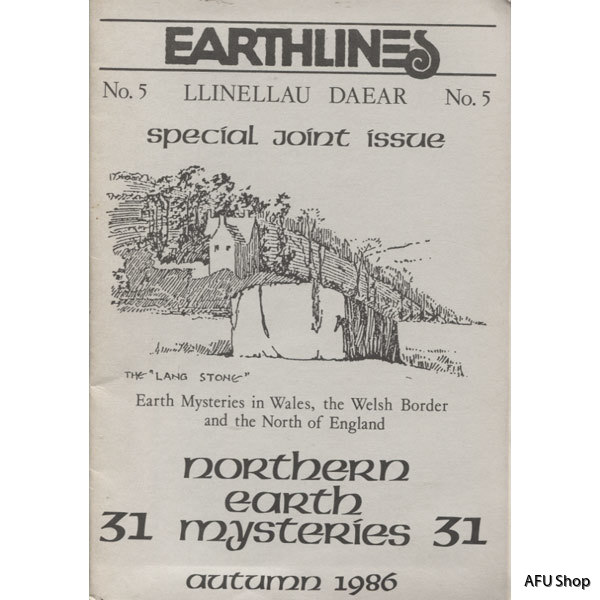 EARTHLINES
No. 5 LLINELLAU DAEAR No. 5
special joint issue
THE "LANG STONE"
Earth Mysteries in Wales, the Welsh Border
and the North of England
northern
earth
31 mysteries 31
autumn 1986
AFU Shop